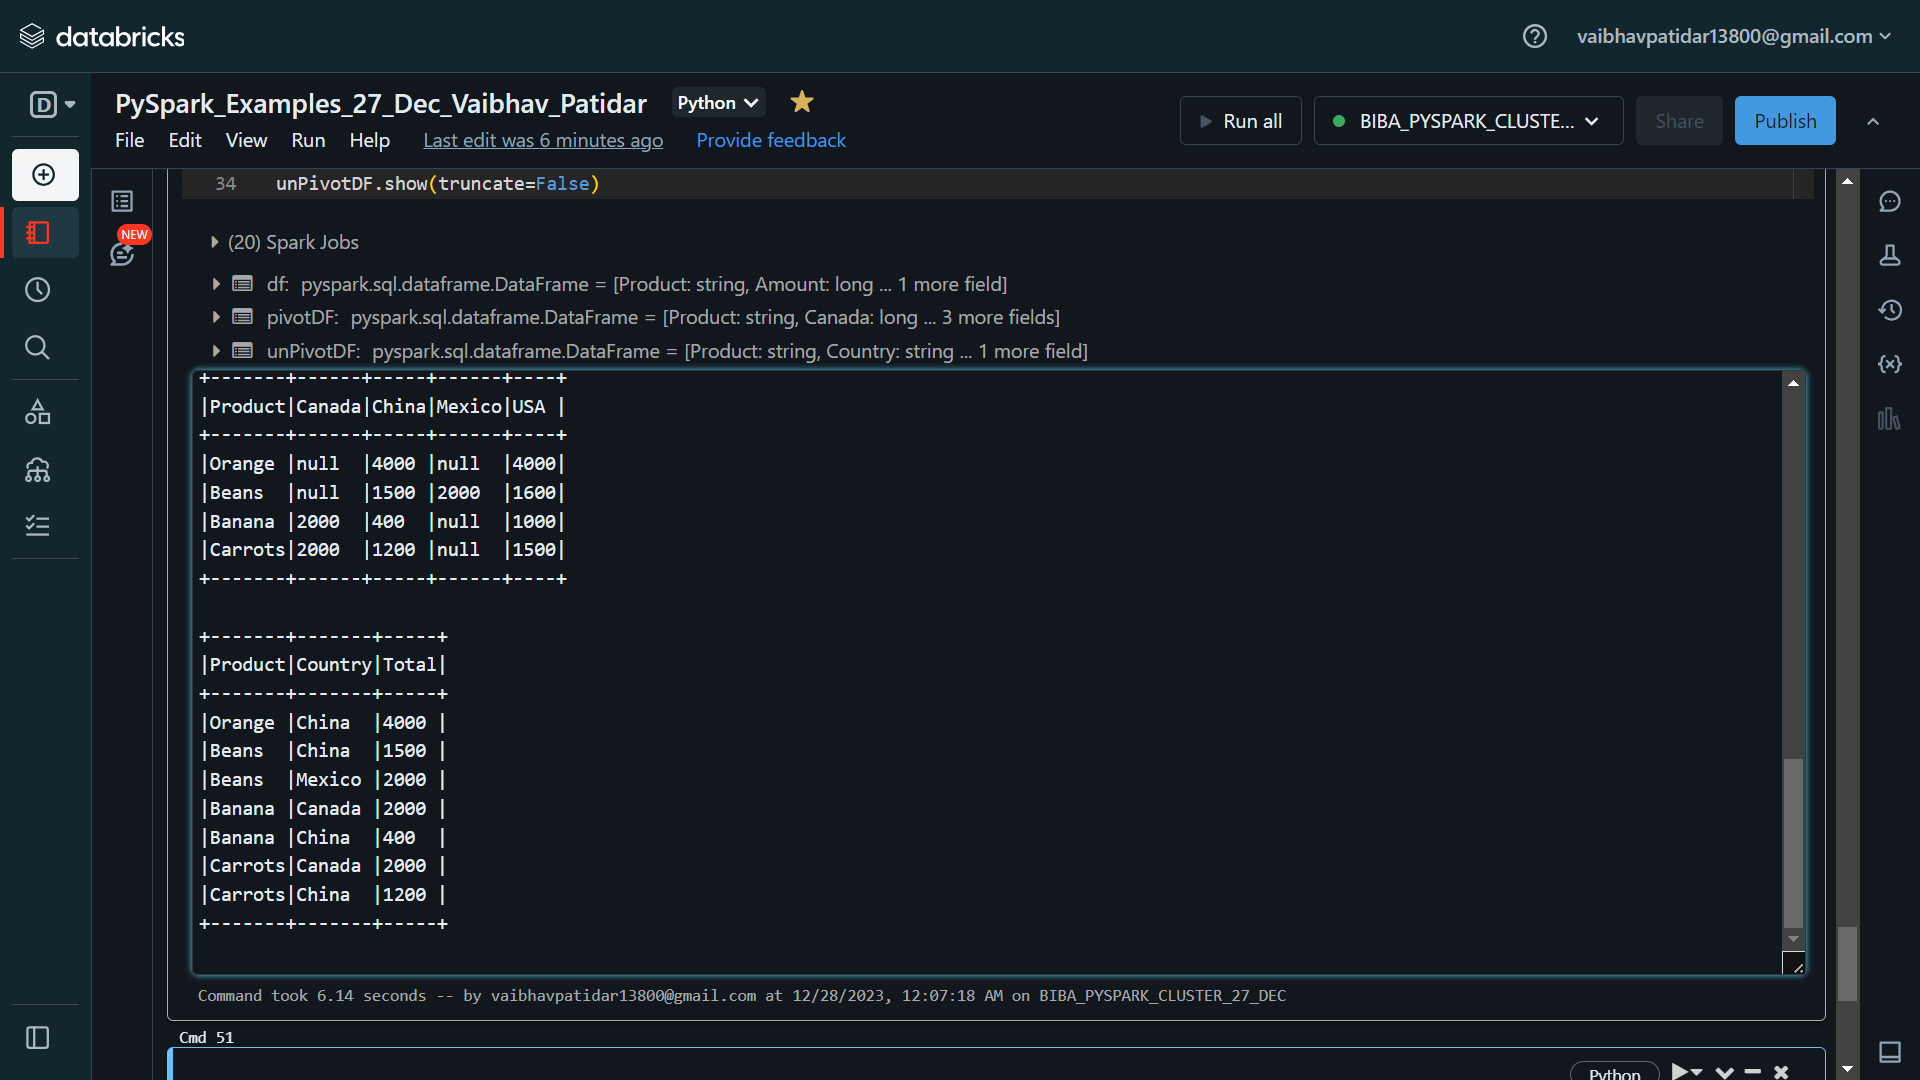 databricks
vaibhavpatidar13800@gmail.com
D
PySpark_Examples_27_Dec_Vaibhav_Patidar Python
File Edit View Run Help Last edit was 6 minutes ago Provide feedback
Run all BIBA_PYSPARK_CLUSTE... Share Publish
NEW
34 unPivotDF.show(truncate=False)
(20) Spark Jobs
df: pyspark.sql.dataframe.DataFrame = [Product: string, Amount: long ... 1 more field]
pivotDF: pyspark.sql.dataframe.DataFrame = [Product: string, Canada: long ... 3 more fields]
unPivotDF: pyspark.sql.dataframe.DataFrame = [Product: string, Country: string ... 1 more field]
+-------+------+-----+------+----+
|Product|Canada|China|Mexico|USA |
+-------+------+-----+------+----+
|Orange |null  |4000 |null  |4000|
|Beans  |null  |1500 |2000  |1600|
|Banana |2000  |400  |null  |1000|
|Carrots|2000  |1200 |null  |1500|
+-------+------+-----+------+----+
+-------+-------+-----+
|Product|Country|Total|
+-------+-------+-----+
|Orange |China  |4000 |
|Beans  |China  |1500 |
|Beans  |Mexico |2000 |
|Banana |Canada |2000 |
|Banana |China  |400  |
|Carrots|Canada |2000 |
|Carrots|China  |1200 |
+-------+-------+-----+
Command took 6.14 seconds -- by vaibhavpatidar13800@gmail.com at 12/28/2023, 12:07:18 AM on BIBA_PYSPARK_CLUSTER_27_DEC
Cmd 51
Python